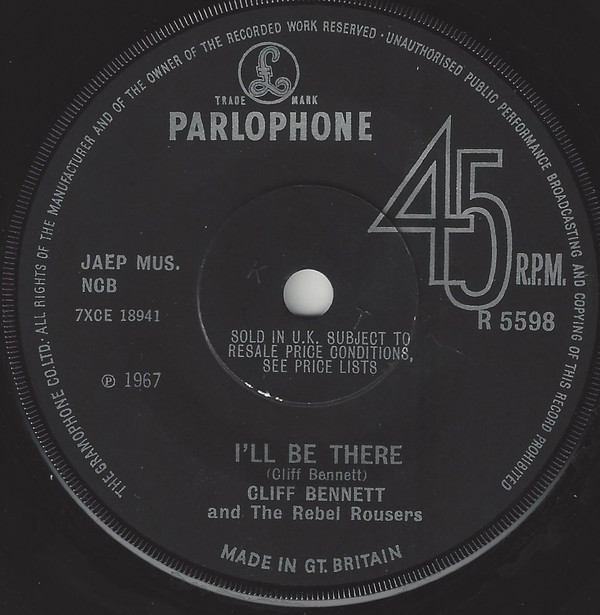 THE GRAMOPHONE CO. LTD. · ALL RIGHTS OF THE MANUFACTURER AND OF THE OWNER OF THE RECORDED WORK RESERVED · UNAUTHORISED PUBLIC PERFORMANCE BROADCASTING AND COPYING OF THIS RECORD PROHIBITED
£
TRADE MARK
PARLOPHONE
45
R.P.M.
R 5598
JAEP MUS.
NCB
7XCE 18941
℗ 1967
K T
SOLD IN U.K. SUBJECT TO
RESALE PRICE CONDITIONS,
SEE PRICE LISTS
I'LL BE THERE
(Cliff Bennett)
CLIFF BENNETT
and The Rebel Rousers
MADE IN GT. BRITAIN